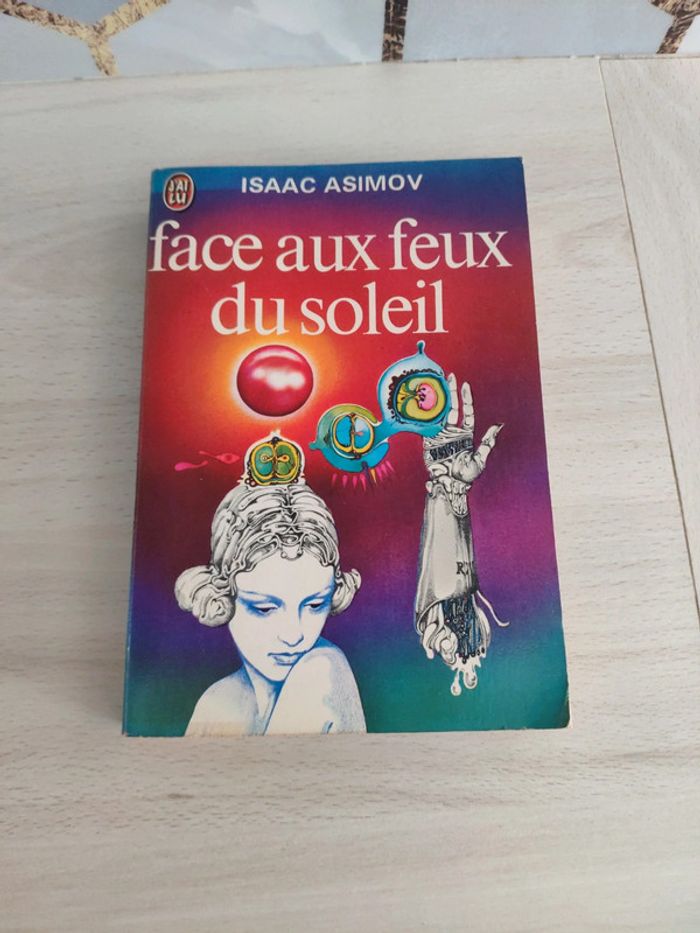 J'AI
LU
ISAAC ASIMOV
face aux feux
du soleil